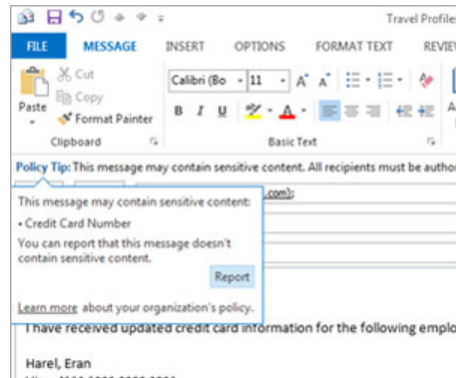 Travel Profiles
FILE MESSAGE INSERT OPTIONS FORMAT TEXT REVIE
Cut
Calibri (Bo 11 A A
Paste
Copy
Format Painter
B I U A
Clipboard Basic Text
Policy Tip: This message may contain sensitive content. All recipients must be author
.com);
This message may contain sensitive content:
• Credit Card Number
You can report that this message doesn't
contain sensitive content.
Report
Learn more about your organization's policy.
I have received updated credit card information for the following emplo
Harel, Eran